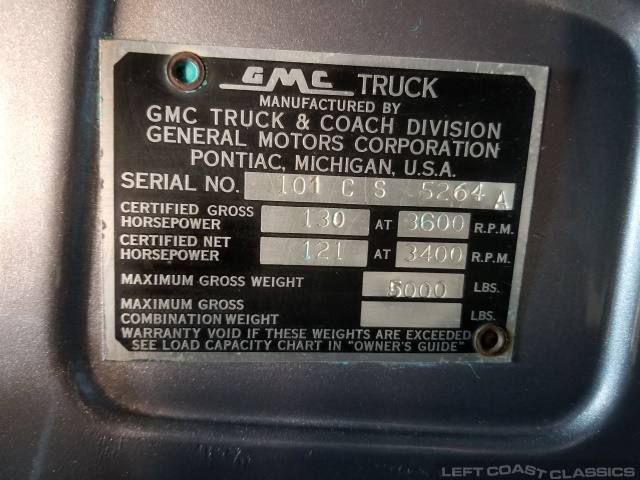 GMC TRUCK
MANUFACTURED BY
GMC TRUCK & COACH DIVISION
GENERAL MOTORS CORPORATION
PONTIAC, MICHIGAN, U.S.A.
SERIAL NO. 101 C S 5264 A
CERTIFIED GROSS HORSEPOWER 130 AT 3600 R.P.M.
CERTIFIED NET HORSEPOWER 121 AT 3400 R.P.M.
MAXIMUM GROSS WEIGHT 5000 LBS.
MAXIMUM GROSS
COMBINATION WEIGHT LBS.
WARRANTY VOID IF THESE WEIGHTS ARE EXCEEDED
SEE LOAD CAPACITY CHART IN "OWNER'S GUIDE"
LEFT COAST CLASSICS